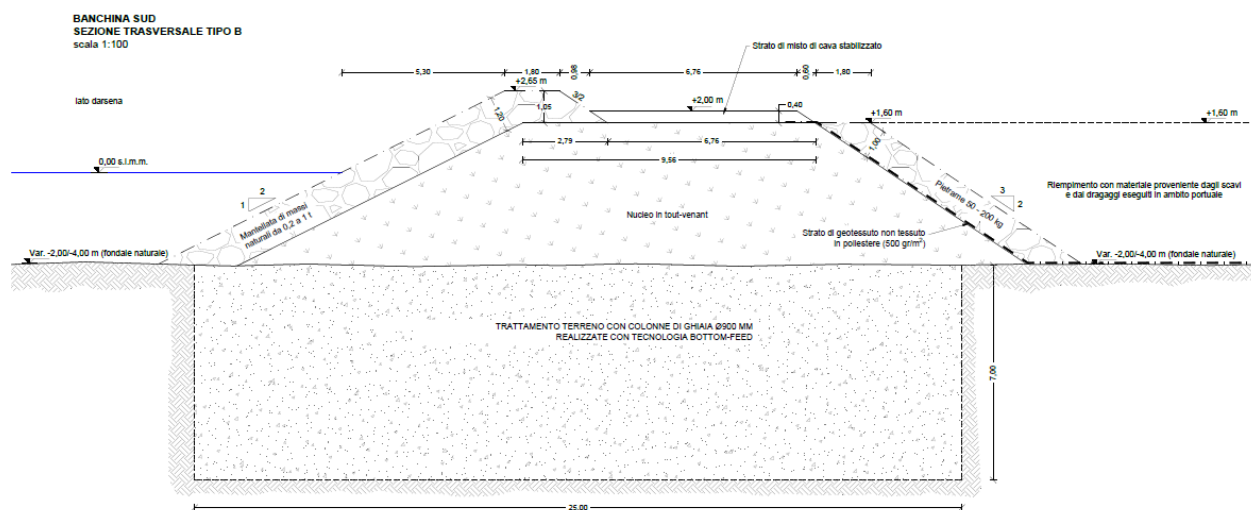 BANCHINA SUD
SEZIONE TRASVERSALE TIPO B
scala 1:100
Strato di misto di cava stabilizzato
5,30
1,80
0,98
6,76
0,60
1,80
+2,65 m
lato darsena
3/2
1,20
1,05
+2,00 m
0,40
+1,60 m
+1,60 m
2,79
6,76
1,00
9,56
0,00 s.l.m.m.
2
1
3
2
Riempimento con materiale proveniente dagli scavi
e dai dragaggi eseguiti in ambito portuale
Pietrame 50 - 200 kg
Mantellata di massi
naturali da 0,2 a 1 t
Nucleo in tout-venant
Strato di geotessuto non tessuto
in poliestere (500 gr/m²)
Var. -2,00/-4,00 m (fondale naturale)
Var. -2,00/-4,00 m (fondale naturale)
TRATTAMENTO TERRENO CON COLONNE DI GHIAIA Ø900 MM
REALIZZATE CON TECNOLOGIA BOTTOM-FEED
7,00
25,00